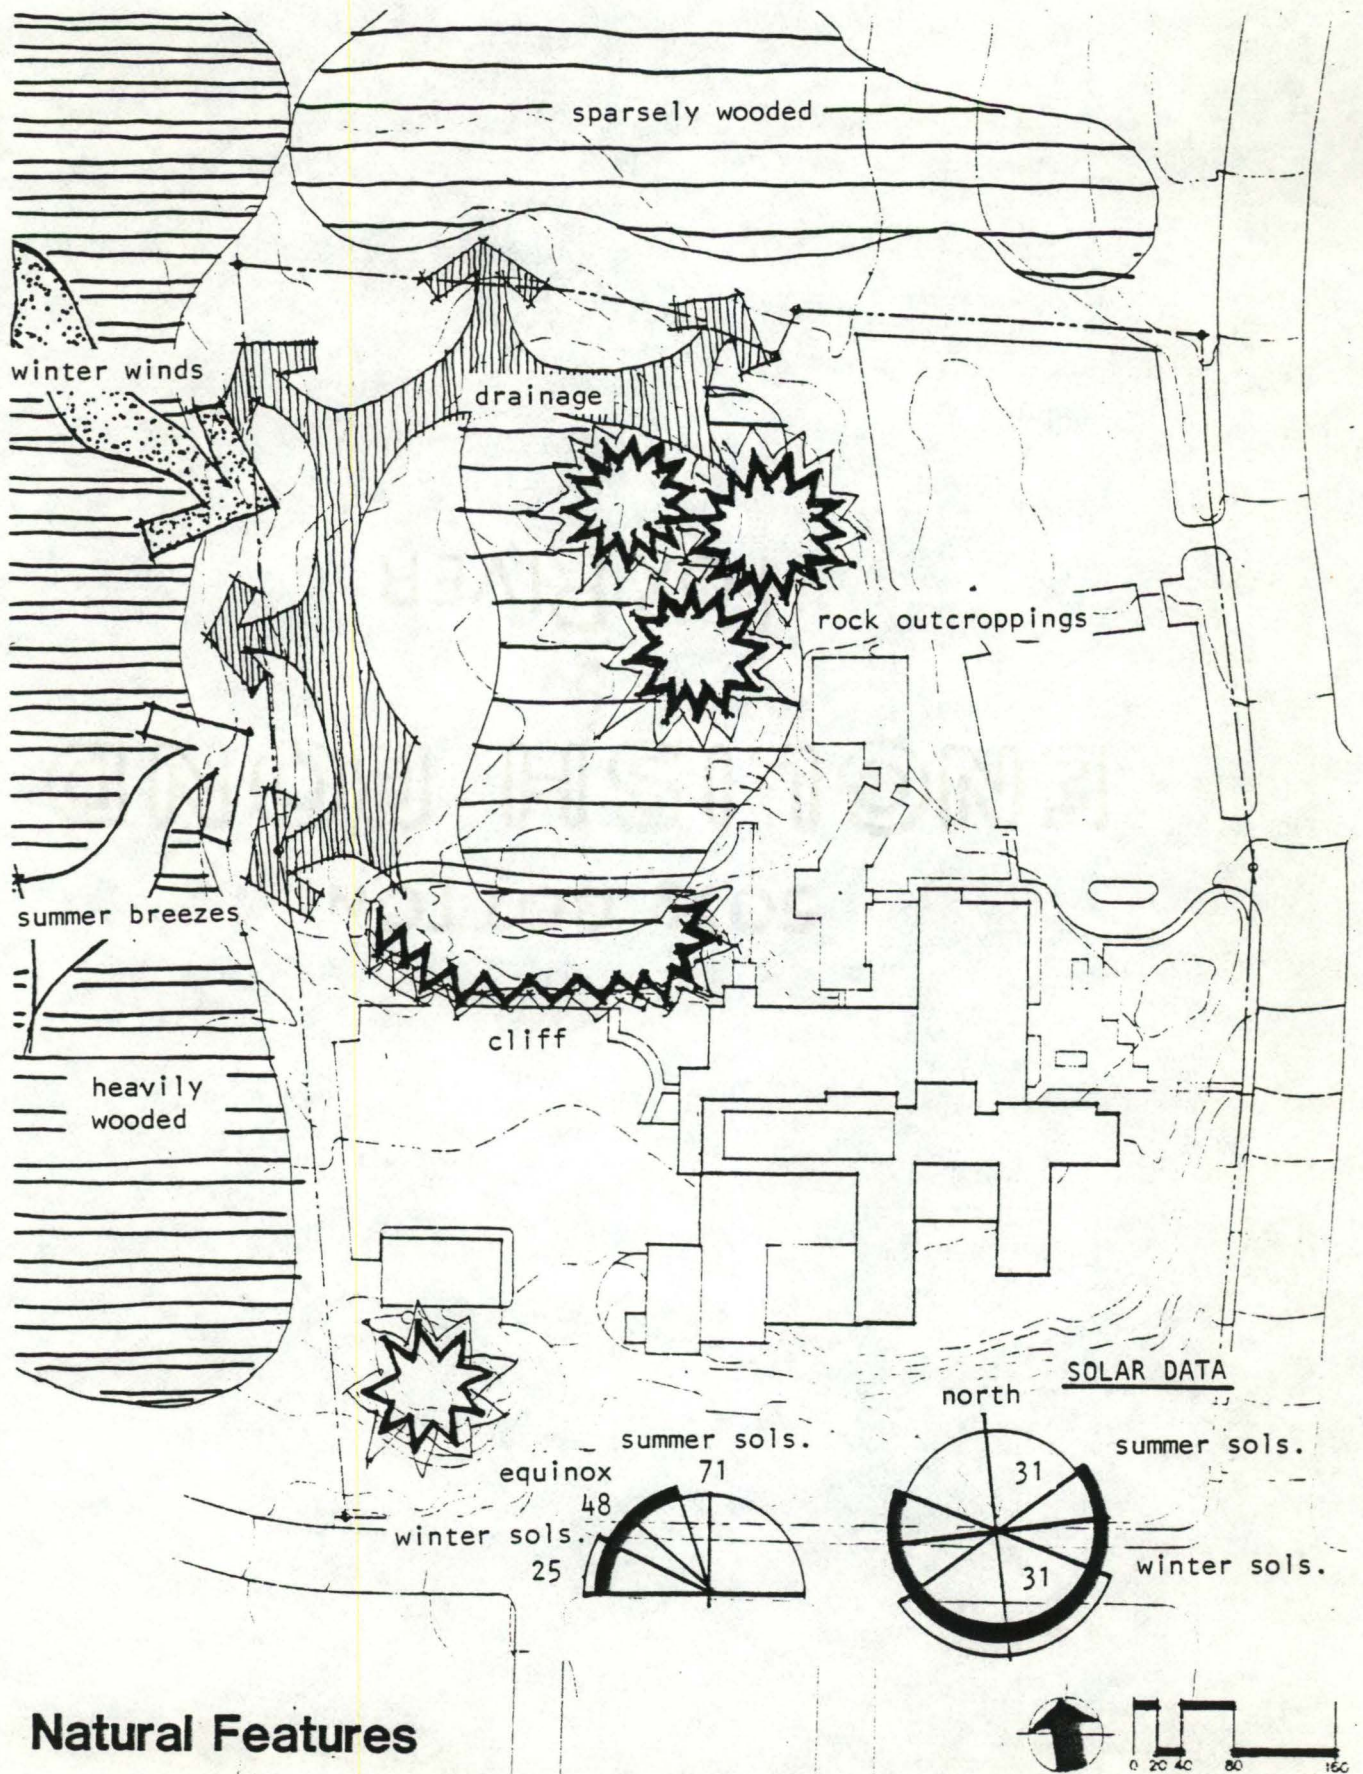 sparsely wooded
winter winds
drainage
rock outcroppings
summer breezes
cliff
heavily
wooded
SOLAR DATA
north
summer sols.
71
equinox
48
winter sols.
25
31
summer sols.
31
winter sols.
Natural Features
0 20 40 80 160